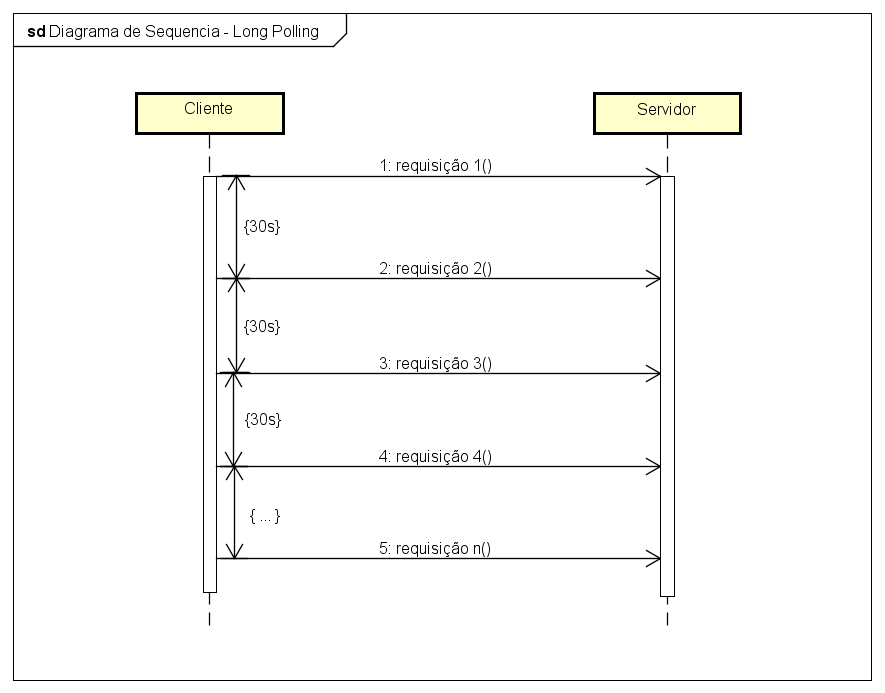 sd Diagrama de Sequencia - Long Polling
Cliente
Servidor
1: requisição 1()
{30s}
2: requisição 2()
{30s}
3: requisição 3()
{30s}
4: requisição 4()
{ ... }
5: requisição n()